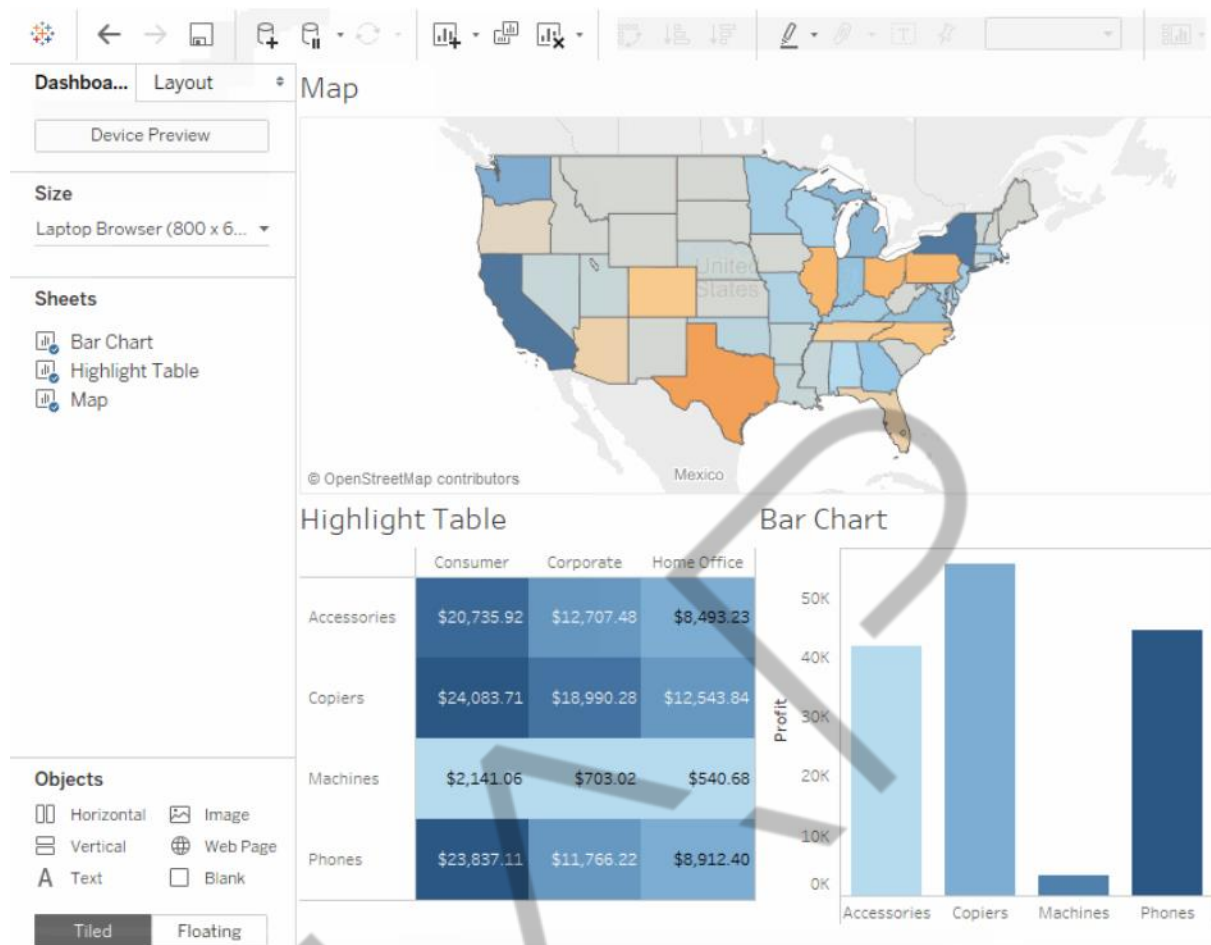 Dashboa... Layout
Device Preview
Size
Laptop Browser (800 x 6...
Sheets
Bar Chart
Highlight Table
Map
Objects
Horizontal Image
Vertical Web Page
A Text Blank
Tiled Floating
Map
United
States
Mexico
© OpenStreetMap contributors
Highlight Table
Consumer Corporate Home Office
Accessories $20,735.92 $12,707.48 $8,493.23
Copiers $24,083.71 $18,990.28 $12,543.84
Machines $2,141.06 $703.02 $540.68
Phones $23,837.11 $11,766.22 $8,912.40
Bar Chart
Profit
50K
40K
30K
20K
10K
0K
Accessories Copiers Machines Phones